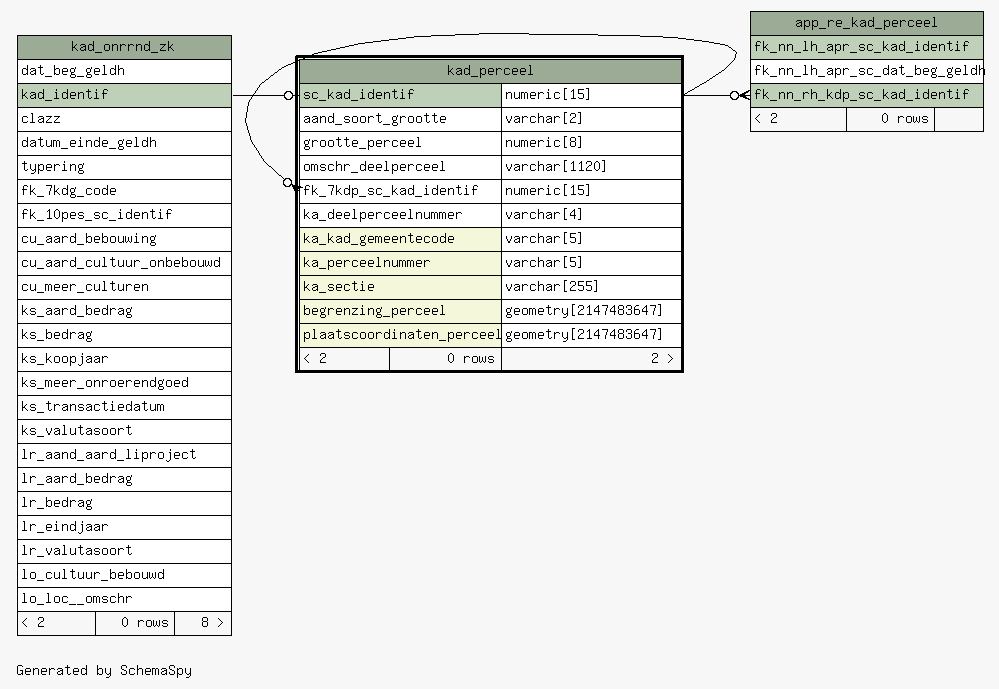 kad_onrrnd_zk
dat_beg_geldh
kad_identif
clazz
datum_einde_geldh
typering
fk_7kdg_code
fk_10pes_sc_identif
cu_aard_bebouwing
cu_aard_cultuur_onbebouwd
cu_meer_culturen
ks_aard_bedrag
ks_bedrag
ks_koopjaar
ks_meer_onroerendgoed
ks_transactiedatum
ks_valutasoort
lr_aand_aard_liproject
lr_aard_bedrag
lr_bedrag
lr_eindjaar
lr_valutasoort
lo_cultuur_bebouwd
lo_loc__omschr
< 2 0 rows 8 >
kad_perceel
sc_kad_identif numeric[15]
aand_soort_grootte varchar[2]
grootte_perceel numeric[8]
omschr_deelperceel varchar[1120]
fk_7kdp_sc_kad_identif numeric[15]
ka_deelperceelnummer varchar[4]
ka_kad_gemeentecode varchar[5]
ka_perceelnummer varchar[5]
ka_sectie varchar[255]
begrenzing_perceel geometry[2147483647]
plaatscoordinaten_perceel geometry[2147483647]
< 2 0 rows 2 >
app_re_kad_perceel
fk_nn_lh_apr_sc_kad_identif
fk_nn_lh_apr_sc_dat_beg_geldh
fk_nn_rh_kdp_sc_kad_identif
< 2 0 rows
Generated by SchemaSpy